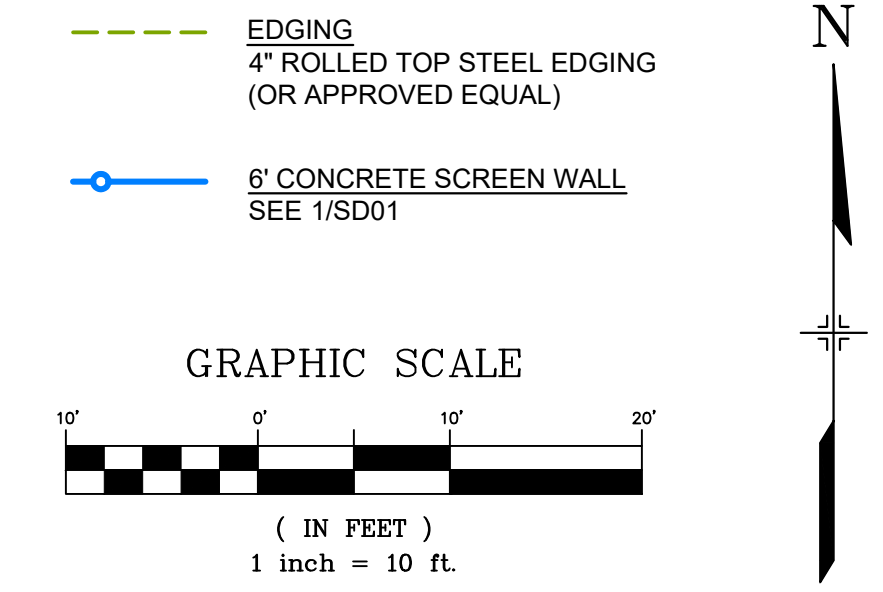 EDGING
4" ROLLED TOP STEEL EDGING
(OR APPROVED EQUAL)
6' CONCRETE SCREEN WALL
SEE 1/SD01
N
GRAPHIC SCALE
10' 0' 10' 20'
( IN FEET )
1 inch = 10 ft.